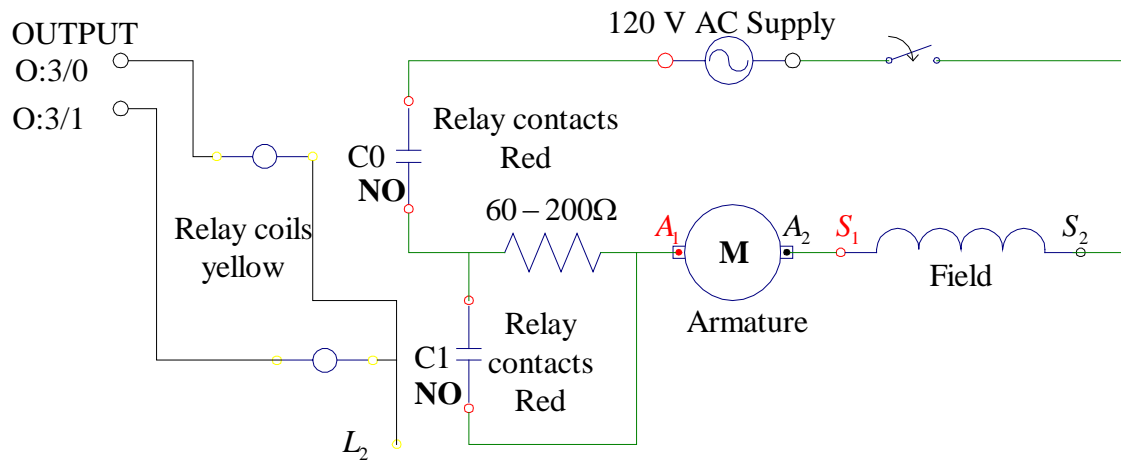 OUTPUT
O:3/0
O:3/1
120 V AC Supply
Relay contacts
Red
C0
NO
60 – 200Ω
A₁
M
A₂
S₁
S₂
Relay coils
yellow
Armature
Field
C1
NO
Relay
contacts
Red
L₂